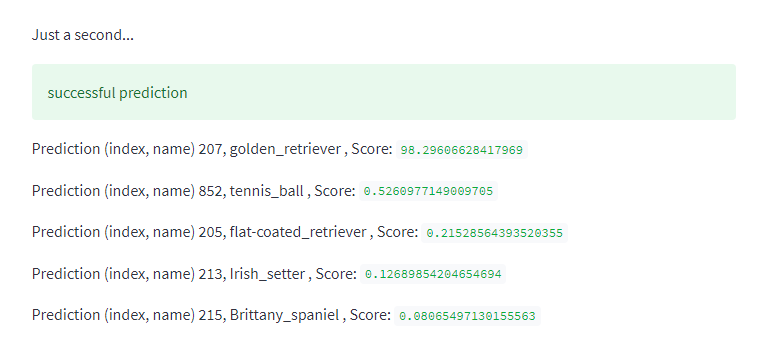 Just a second...
successful prediction
Prediction (index, name) 207, golden_retriever , Score: 98.29606628417969
Prediction (index, name) 852, tennis_ball , Score: 0.5260977149009705
Prediction (index, name) 205, flat-coated_retriever , Score: 0.21528564393520355
Prediction (index, name) 213, Irish_setter , Score: 0.12689854204654694
Prediction (index, name) 215, Brittany_spaniel , Score: 0.08065497130155563